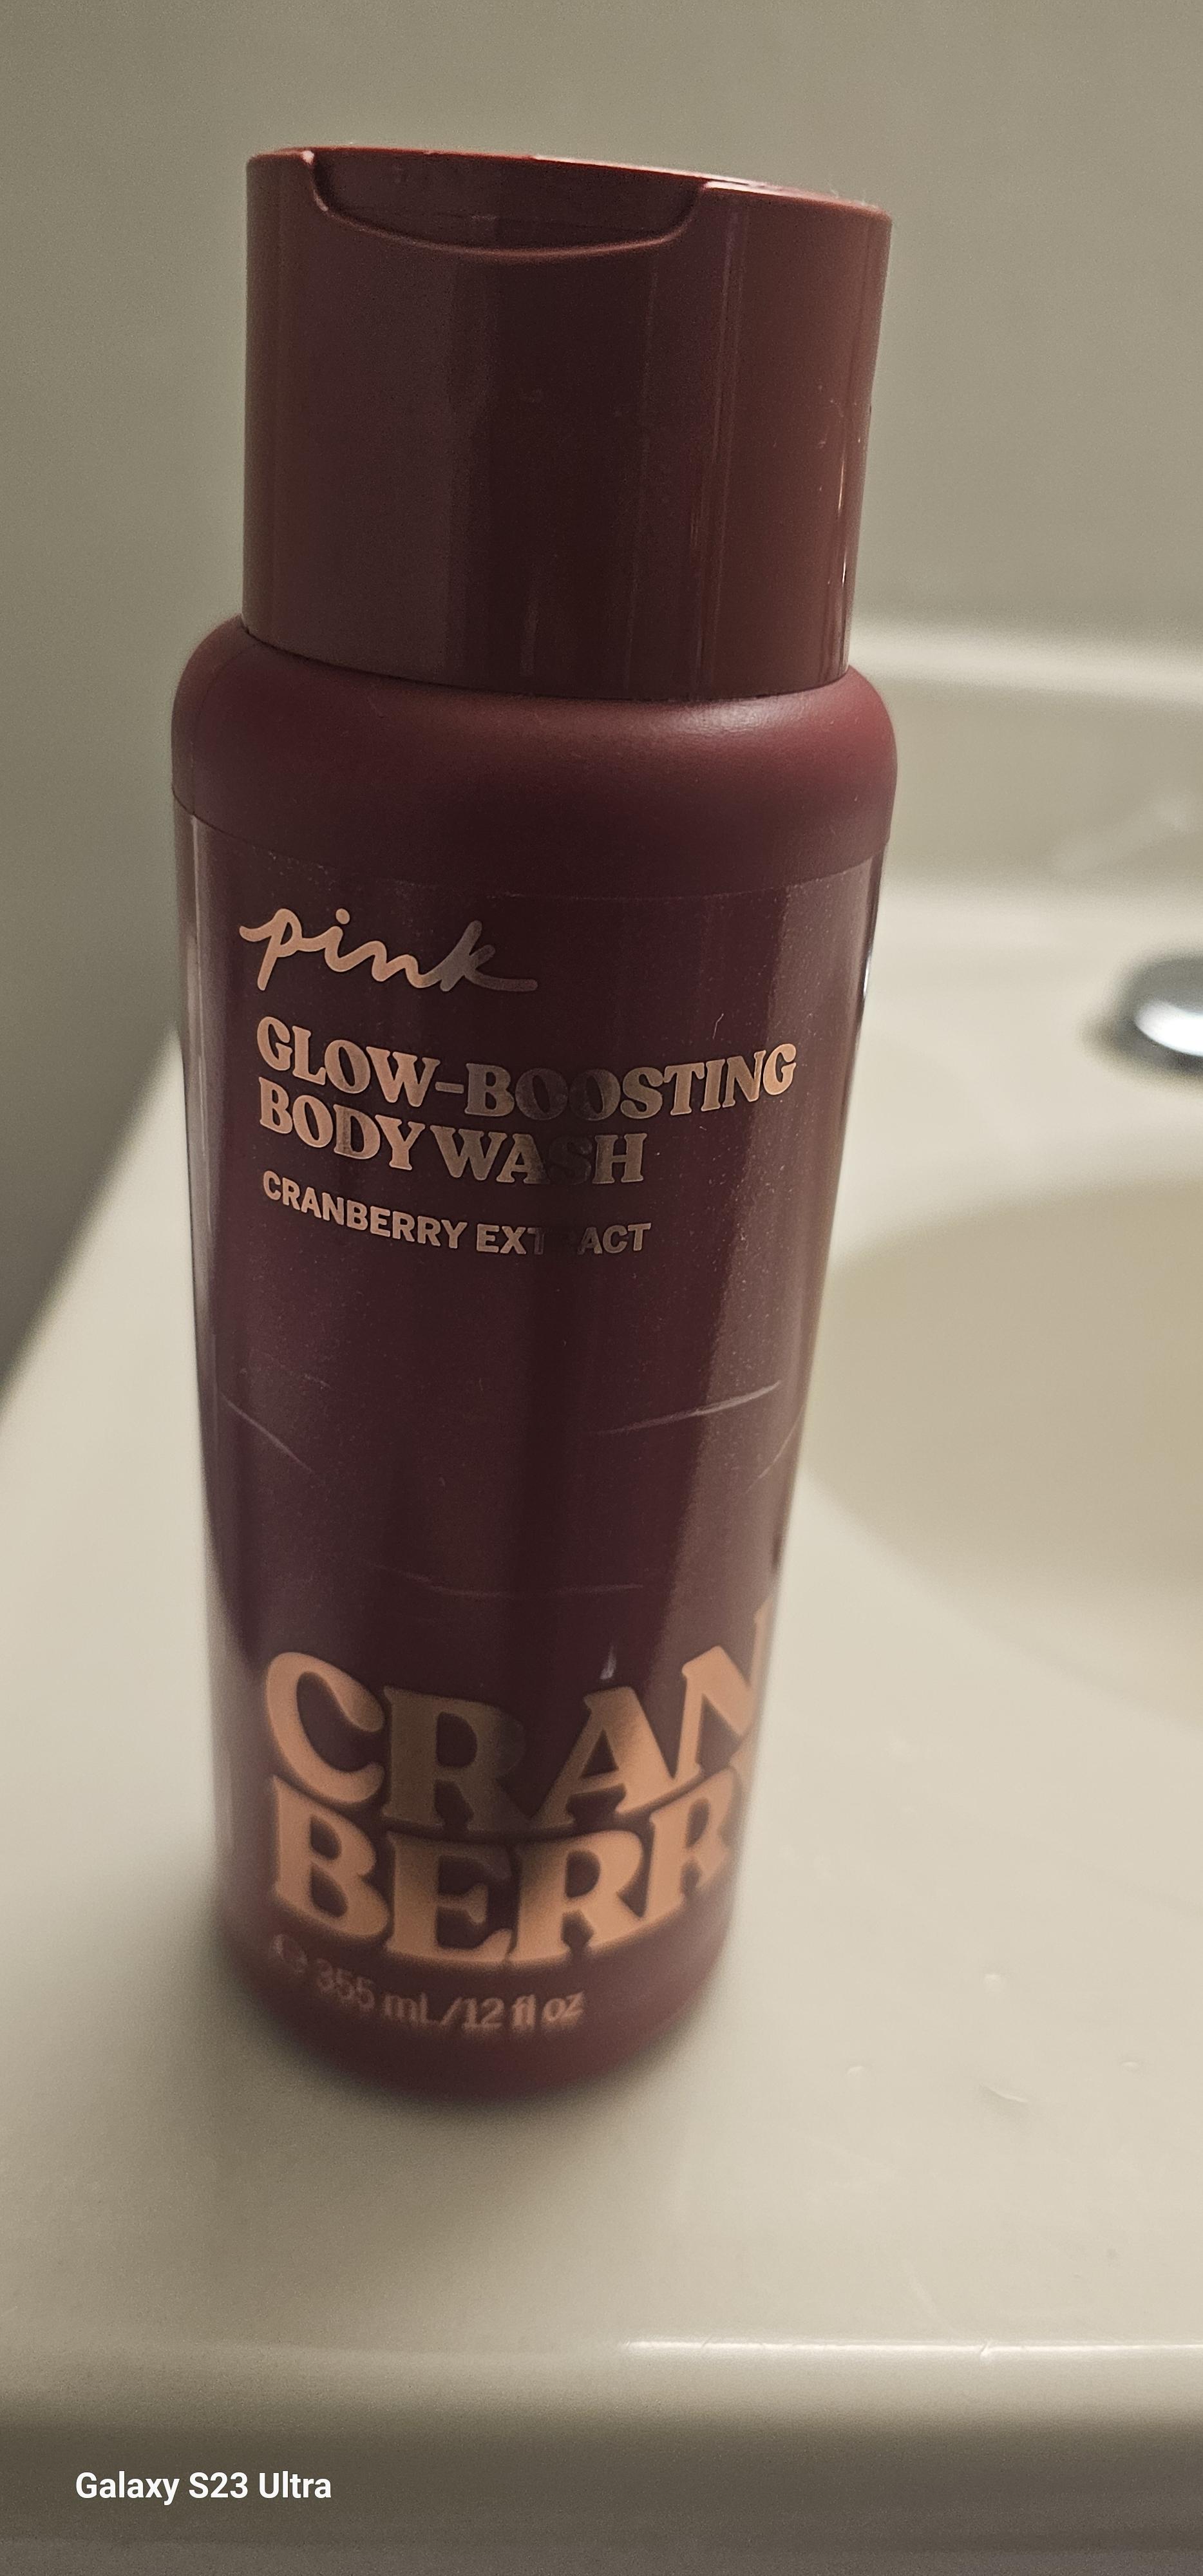 pink
GLOW-BOOSTING
BODY WASH
CRANBERRY EXTRACT
CRAN
BERR
355 mL/12 fl oz
Galaxy S23 Ultra